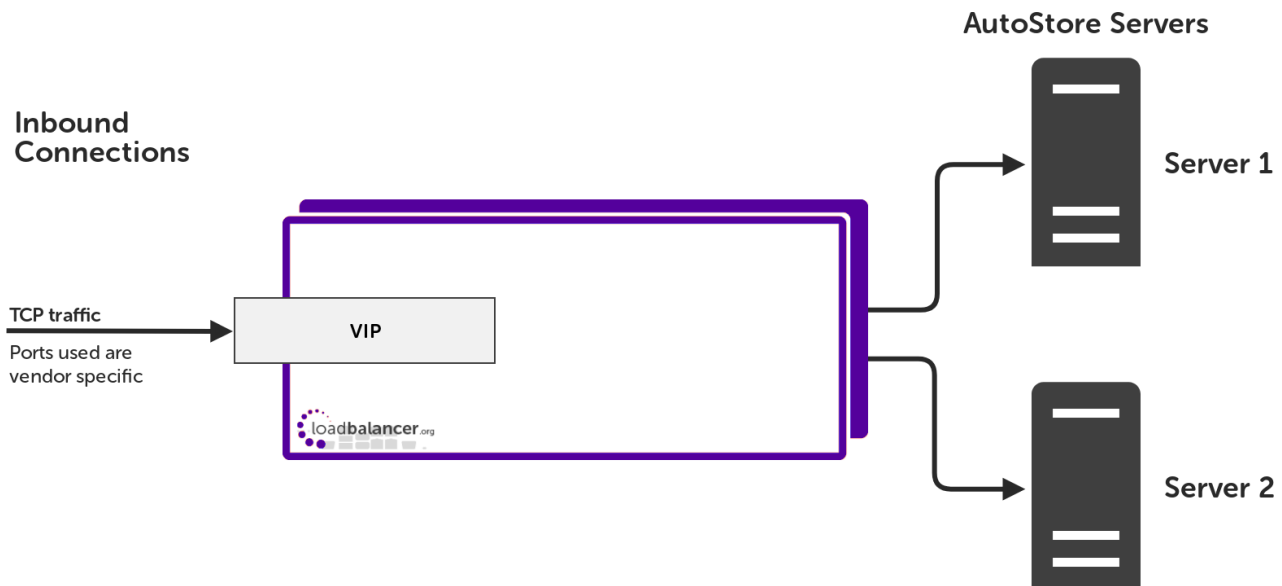 AutoStore Servers
Inbound
Connections
Server 1
TCP traffic
VIP
Ports used are
vendor specific
loadbalancer.org
Server 2